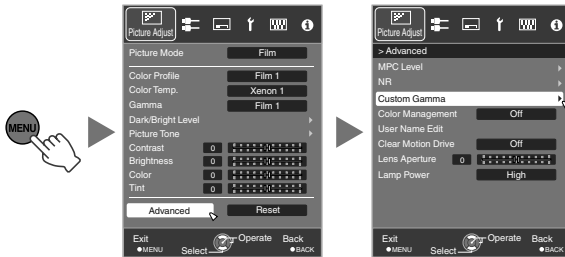 MENU
Picture Adjust
Picture Mode Film
Color Profile Film 1
Color Temp. Xenon 1
Gamma Film 1
Dark/Bright Level
Picture Tone
Contrast 0
Brightness 0
Color 0
Tint 0
Advanced Reset
Exit Operate Back
MENU Select BACK
Picture Adjust
> Advanced
MPC Level
NR
Custom Gamma
Color Management Off
User Name Edit
Clear Motion Drive Off
Lens Aperture 0
Lamp Power High
Exit Operate Back
MENU Select BACK